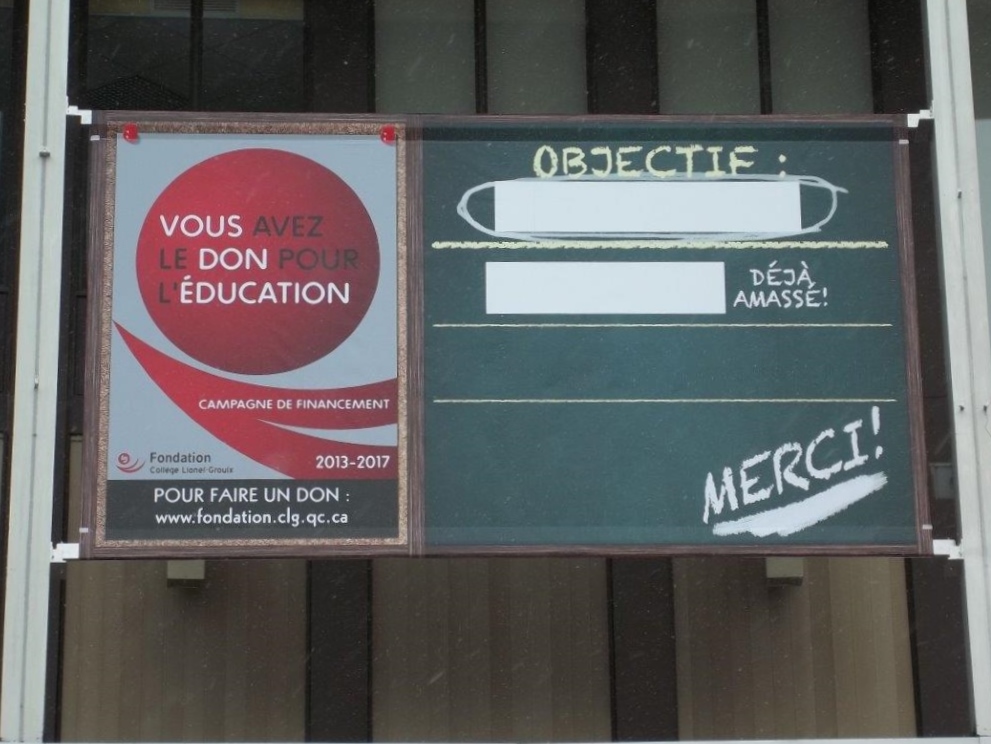 VOUS AVEZ
LE DON POUR
L'ÉDUCATION
CAMPAGNE DE FINANCEMENT
Fondation
Collège Lionel-Groulx
2013-2017
POUR FAIRE UN DON :
www.fondation.clg.qc.ca
OBJECTIF :
DÉJÀ
AMASSÉ!
MERCI!